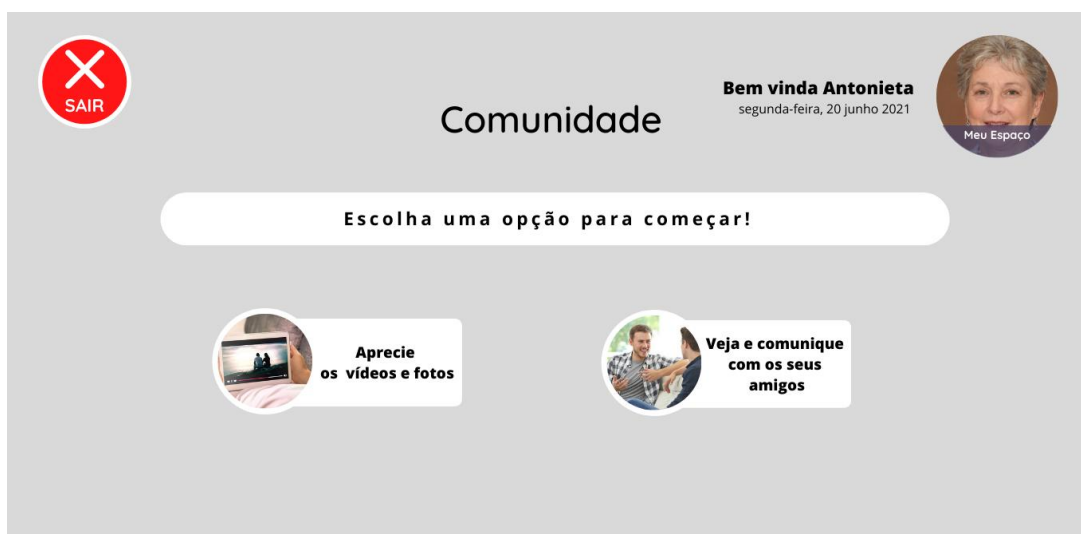 SAIR
Comunidade
Bem vinda Antonieta
segunda-feira, 20 junho 2021
Meu Espaço
Escolha uma opção para começar!
Aprecie
os vídeos e fotos
Veja e comunique
com os seus
amigos